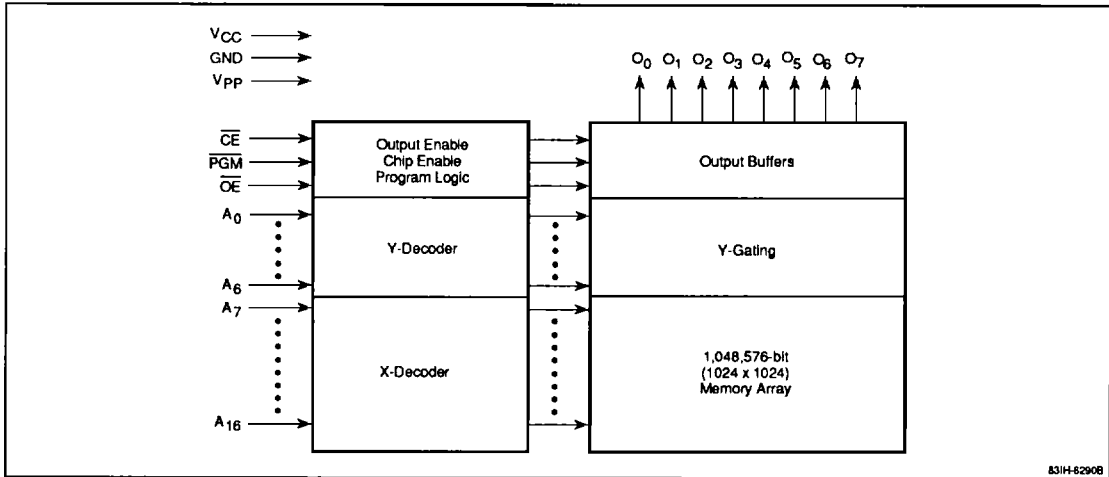 VCC
GND
VPP
O0 O1 O2 O3 O4 O5 O6 O7
CE
PGM
OE
Output Enable
Chip Enable
Program Logic
Output Buffers
A0
Y-Decoder
Y-Gating
A6
A7
X-Decoder
1,048,576-bit
(1024 x 1024)
Memory Array
A16
83IH-6290B